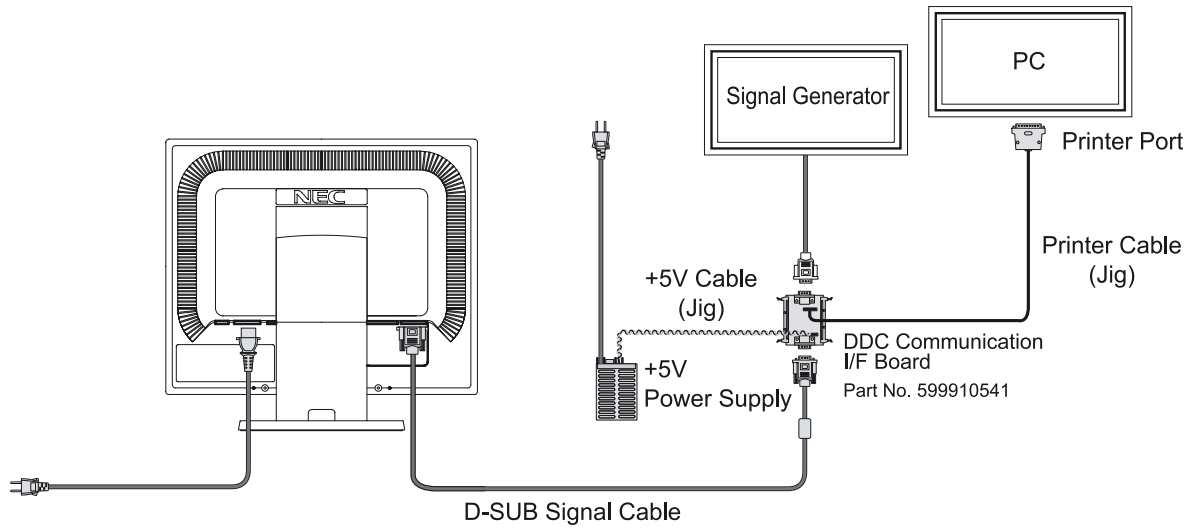 PC
Signal Generator
Printer Port
NEC
Printer Cable
(Jig)
+5V Cable
(Jig)
DDC Communication
I/F Board
Part No. 599910541
+5V
Power Supply
D-SUB Signal Cable